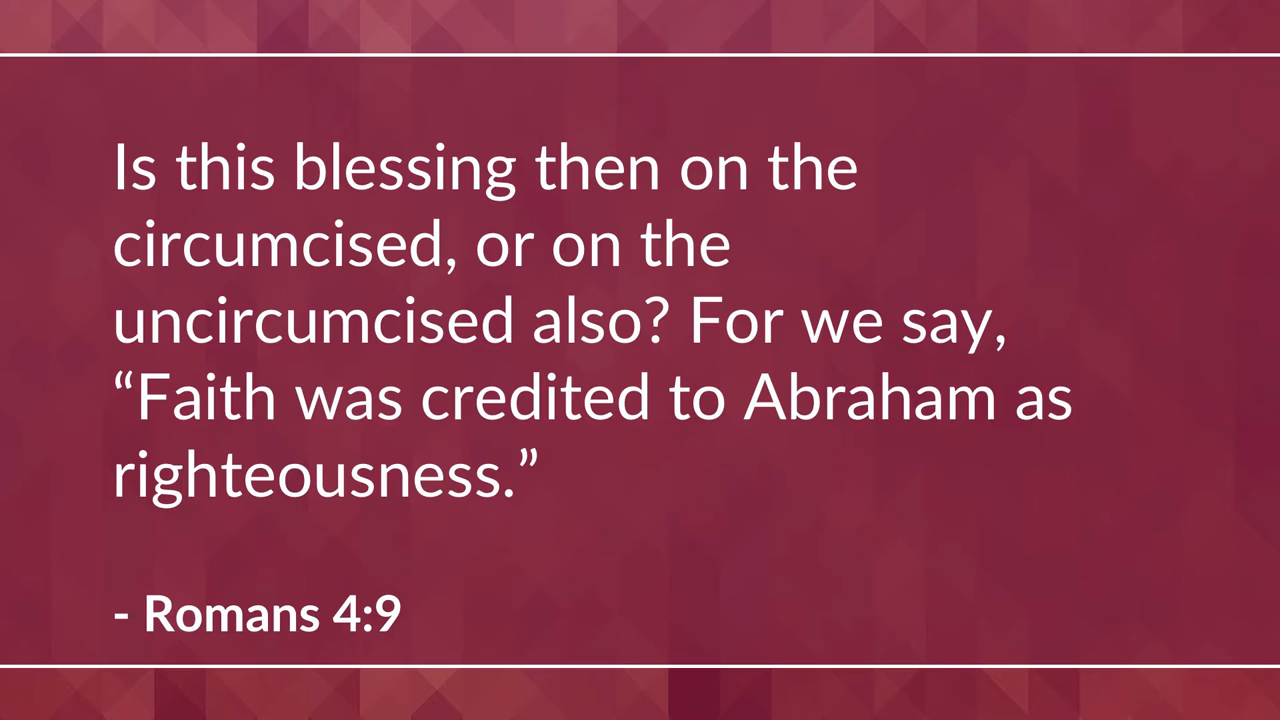 Is this blessing then on the
circumcised, or on the
uncircumcised also? For we say,
“Faith was credited to Abraham as
righteousness.”
- Romans 4:9